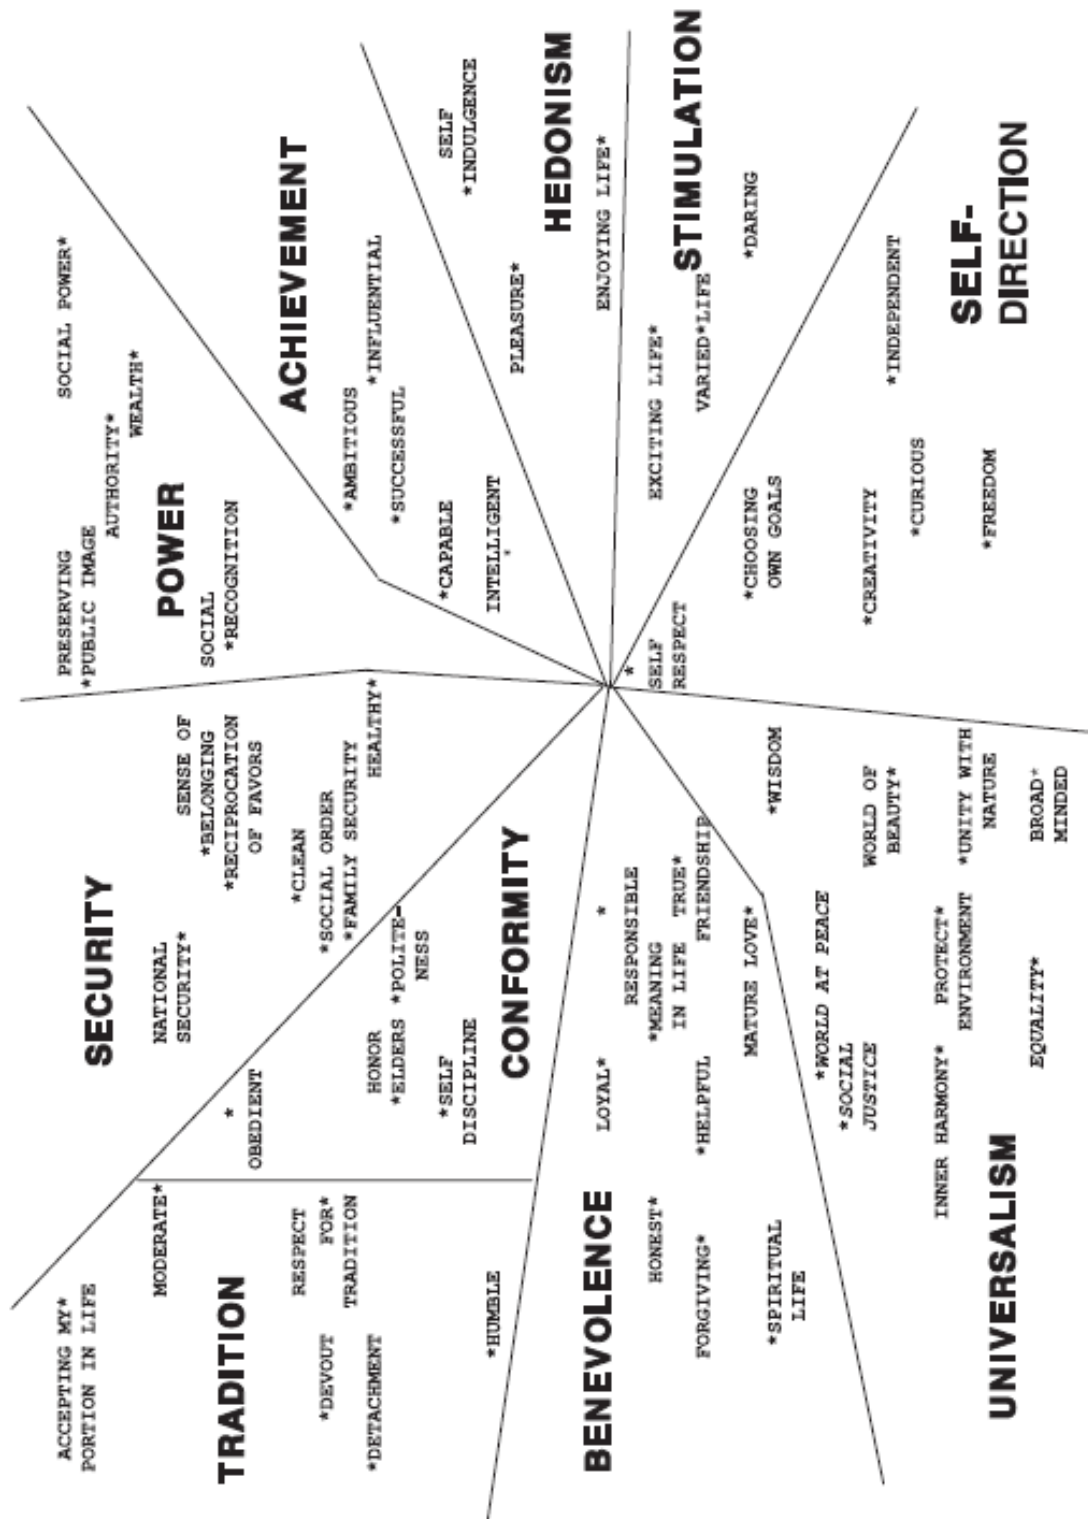 UNIVERSALISM
BENEVOLENCE
TRADITION
CONFORMITY
SECURITY
POWER
ACHIEVEMENT
HEDONISM
STIMULATION
SELF-
DIRECTION
ACCEPTING MY*
PORTION IN LIFE
MODERATE*
*DEVOUT
RESPECT
FOR*
TRADITION
*DETACHMENT
*HUMBLE
*
OBEDIENT
HONOR
*ELDERS
*POLITE-
NESS
*SELF
DISCIPLINE
NATIONAL
SECURITY*
SENSE OF
*BELONGING
*RECIPROCATION
OF FAVORS
*CLEAN
*SOCIAL ORDER
*FAMILY SECURITY
HEALTHY*
PRESERVING
*PUBLIC IMAGE
SOCIAL POWER*
AUTHORITY*
WEALTH*
SOCIAL
*RECOGNITION
*AMBITIOUS
*INFLUENTIAL
*SUCCESSFUL
*CAPABLE
INTELLIGENT
*
SELF
*INDULGENCE
PLEASURE*
ENJOYING LIFE*
EXCITING LIFE*
VARIED*LIFE
*DARING
*
SELF
RESPECT
*CHOOSING
OWN GOALS
*CREATIVITY
*INDEPENDENT
*CURIOUS
*FREEDOM
LOYAL*
*
RESPONSIBLE
HONEST*
*MEANING
IN LIFE
TRUE*
FRIENDSHIP
*HELPFUL
FORGIVING*
MATURE LOVE*
*SPIRITUAL
LIFE
*WISDOM
*WORLD AT PEACE
*SOCIAL
JUSTICE
WORLD OF
BEAUTY*
INNER HARMONY*
PROTECT*
ENVIRONMENT
*UNITY WITH
NATURE
EQUALITY*
BROAD*
MINDED